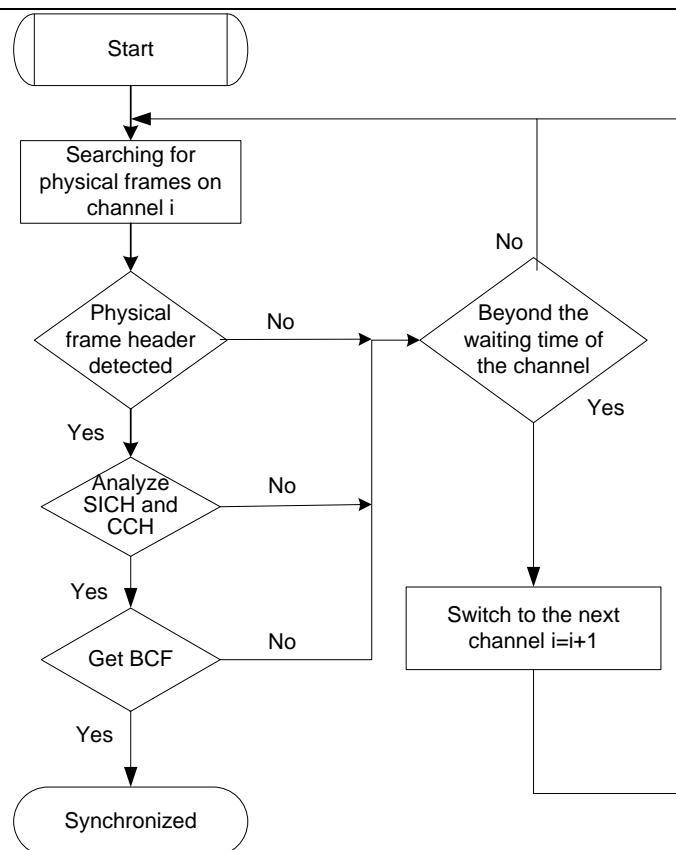 Start
Searching for
physical frames on
channel i
Physical
frame header
detected
No
Yes
Analyze
SICH and
CCH
No
Yes
Get BCF
No
Yes
Synchronized
No
Beyond the
waiting time of
the channel
Yes
Switch to the next
channel i=i+1